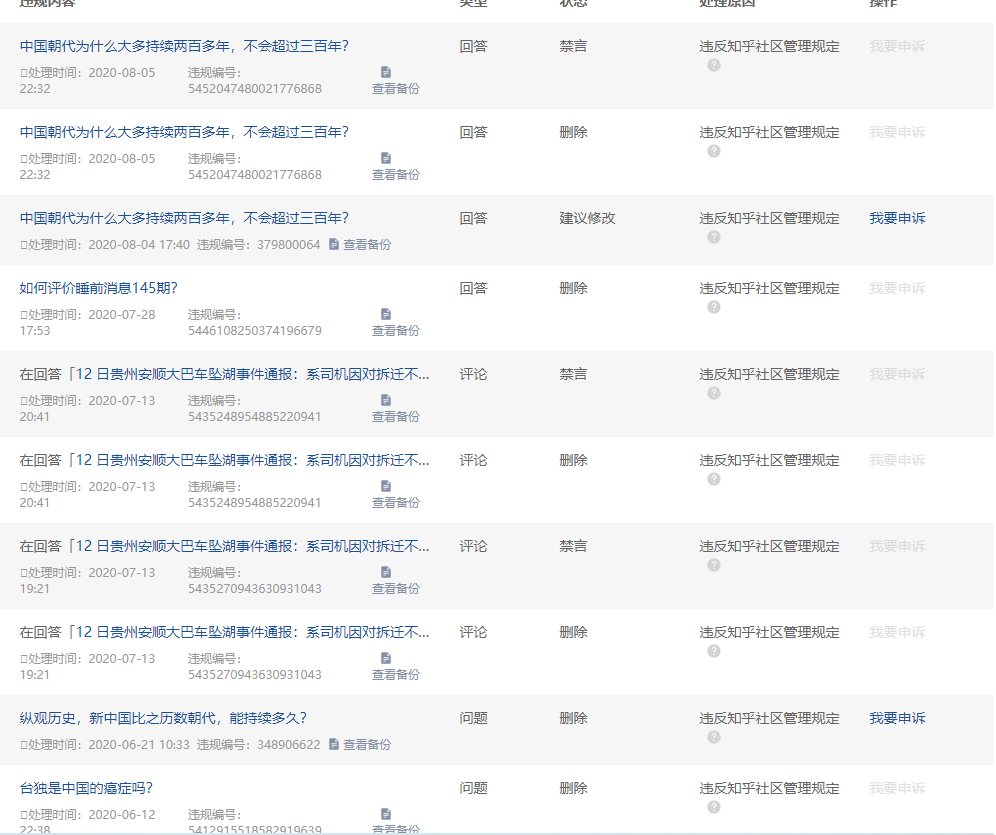 违规内容 类型 状态 处理原因 操作
中国朝代为什么大多持续两百多年，不会超过三百年？ 回答 禁言 违反知乎社区管理规定 我要申诉
处理时间：2020-08-05 违规编号：
22:32 5452047480021776868 查看备份
中国朝代为什么大多持续两百多年，不会超过三百年？ 回答 删除 违反知乎社区管理规定 我要申诉
处理时间：2020-08-05 违规编号：
22:32 5452047480021776868 查看备份
中国朝代为什么大多持续两百多年，不会超过三百年？ 回答 建议修改 违反知乎社区管理规定 我要申诉
处理时间：2020-08-04 17:40 违规编号：379800064 查看备份
如何评价睡前消息145期？ 回答 删除 违反知乎社区管理规定 我要申诉
处理时间：2020-07-28 违规编号：
17:53 5446108250374196679 查看备份
在回答「12 日贵州安顺大巴车坠湖事件通报：系司机因对拆迁不... 评论 禁言 违反知乎社区管理规定 我要申诉
处理时间：2020-07-13 违规编号：
20:41 5435248954885220941 查看备份
在回答「12 日贵州安顺大巴车坠湖事件通报：系司机因对拆迁不... 评论 删除 违反知乎社区管理规定 我要申诉
处理时间：2020-07-13 违规编号：
20:41 5435248954885220941 查看备份
在回答「12 日贵州安顺大巴车坠湖事件通报：系司机因对拆迁不... 评论 禁言 违反知乎社区管理规定 我要申诉
处理时间：2020-07-13 违规编号：
19:21 5435270943630931043 查看备份
在回答「12 日贵州安顺大巴车坠湖事件通报：系司机因对拆迁不... 评论 删除 违反知乎社区管理规定 我要申诉
处理时间：2020-07-13 违规编号：
19:21 5435270943630931043 查看备份
纵观历史，新中国比之历数朝代，能持续多久？ 问题 删除 违反知乎社区管理规定 我要申诉
处理时间：2020-06-21 10:33 违规编号：348906622 查看备份
台独是中国的癌症吗？ 问题 删除 违反知乎社区管理规定 我要申诉
处理时间：2020-06-12 违规编号：
22:38 5412915518582919639 查看备份